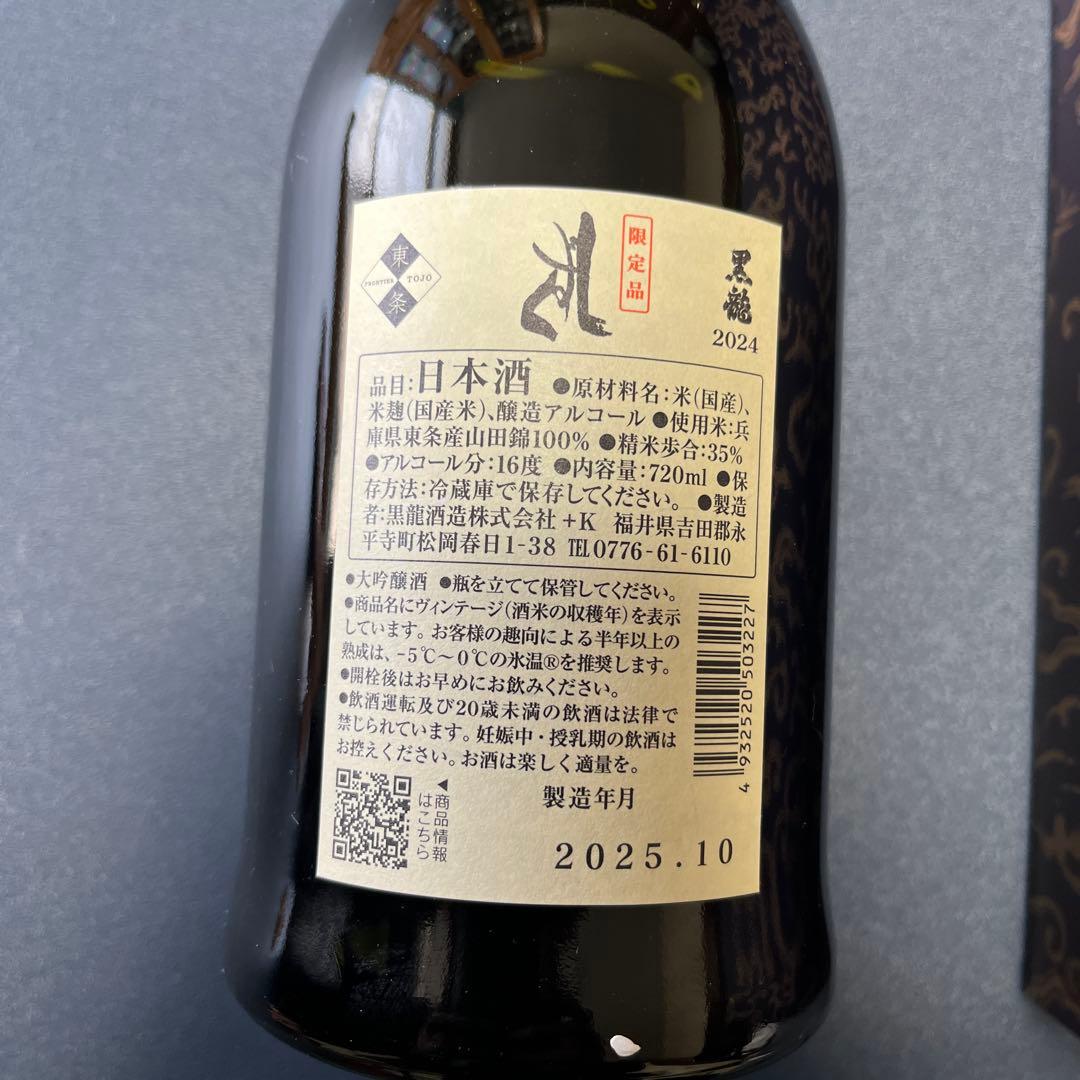 東条
FRONTIER TOJO
限定品
黒龍
2024
品目:日本酒 ●原材料名:米(国産)、
米麹(国産米)、醸造アルコール ●使用米:兵
庫県東条産山田錦100% ●精米歩合:35%
●アルコール分:16度 ●内容量:720ml ●保
存方法:冷蔵庫で保存してください。 ●製造
者:黒龍酒造株式会社+K 福井県吉田郡永
平寺町松岡春日1-38 TEL0776-61-6110
●大吟醸酒 ●瓶を立てて保管してください。
●商品名にヴィンテージ(酒米の収穫年)を表示
しています。お客様の趣向による半年以上の
熟成は、-5℃~0℃の氷温®を推奨します。
●開栓後はお早めにお飲みください。
●飲酒運転及び20歳未満の飲酒は法律で
禁じられています。妊娠中・授乳期の飲酒は
お控えください。お酒は楽しく適量を。
4 932520 503227
◀商品情報
はこちら
製造年月
2025.10